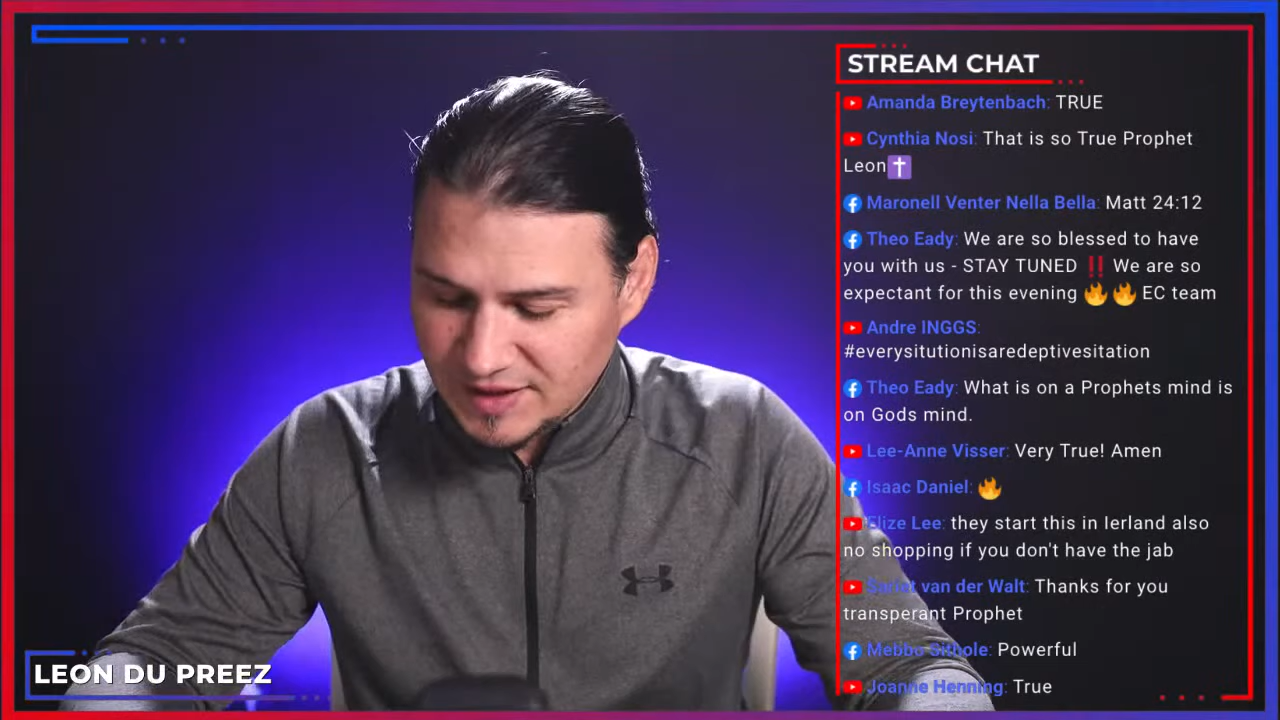 STREAM CHAT
Amanda Breytenbach: TRUE
Cynthia Nosi: That is so True Prophet
Leon
Maronell Venter Nella Bella: Matt 24:12
Theo Eady: We are so blessed to have
you with us - STAY TUNED ‼️ We are so
expectant for this evening 🔥🔥 EC team
Andre INGGS:
#everysitutionisaredeptivesitation
Theo Eady: What is on a Prophets mind is
on Gods mind.
Lee-Anne Visser: Very True! Amen
Isaac Daniel: 🔥
Elize Lee: they start this in Ierland also
no shopping if you don't have the jab
van der Walt: Thanks for you
transperant Prophet
Mebbo Sithole: Powerful
Joanne Henning: True
LEON DU PREEZ